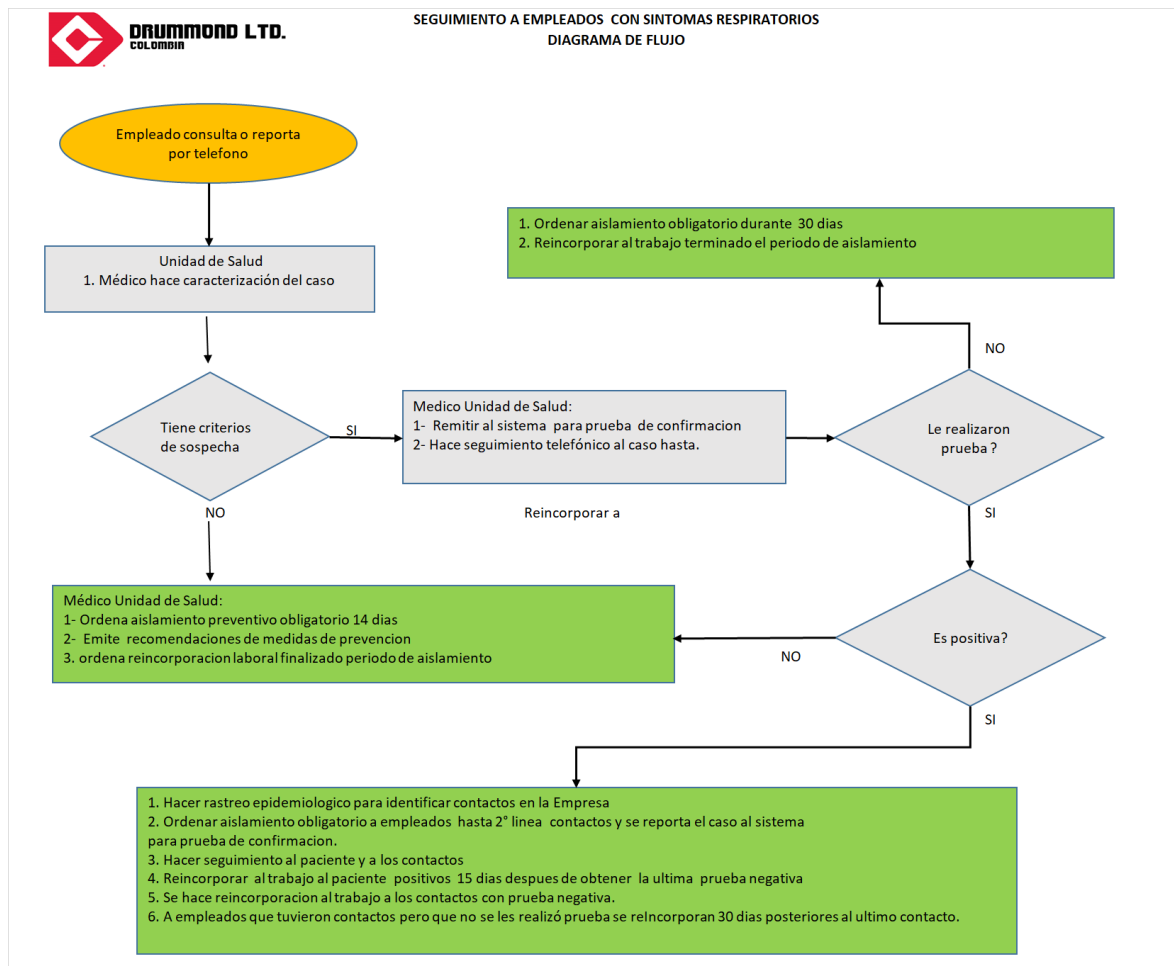 DRUMMOND LTD.
COLOMBIA
SEGUIMIENTO A EMPLEADOS CON SINTOMAS RESPIRATORIOS
DIAGRAMA DE FLUJO
Empleado consulta o reporta
por telefono
Unidad de Salud
1. Médico hace caracterización del caso
1. Ordenar aislamiento obligatorio durante 30 dias
2. Reincorporar al trabajo terminado el periodo de aislamiento
NO
Tiene criterios
de sospecha
SI
Medico Unidad de Salud:
1- Remitir al sistema para prueba de confirmacion
2- Hace seguimiento telefónico al caso hasta.
Le realizaron
prueba ?
NO
Reincorporar a
SI
Médico Unidad de Salud:
1- Ordena aislamiento preventivo obligatorio 14 dias
2- Emite recomendaciones de medidas de prevencion
3. ordena reincorporacion laboral finalizado periodo de aislamiento
NO
Es positiva?
SI
1. Hacer rastreo epidemiologico para identificar contactos en la Empresa
2. Ordenar aislamiento obligatorio a empleados hasta 2° linea contactos y se reporta el caso al sistema
para prueba de confirmacion.
3. Hacer seguimiento al paciente y a los contactos
4. Reincorporar al trabajo al paciente positivos 15 dias despues de obtener la ultima prueba negativa
5. Se hace reincorporacion al trabajo a los contactos con prueba negativa.
6. A empleados que tuvieron contactos pero que no se les realizó prueba se reIncorporan 30 dias posteriores al ultimo contacto.